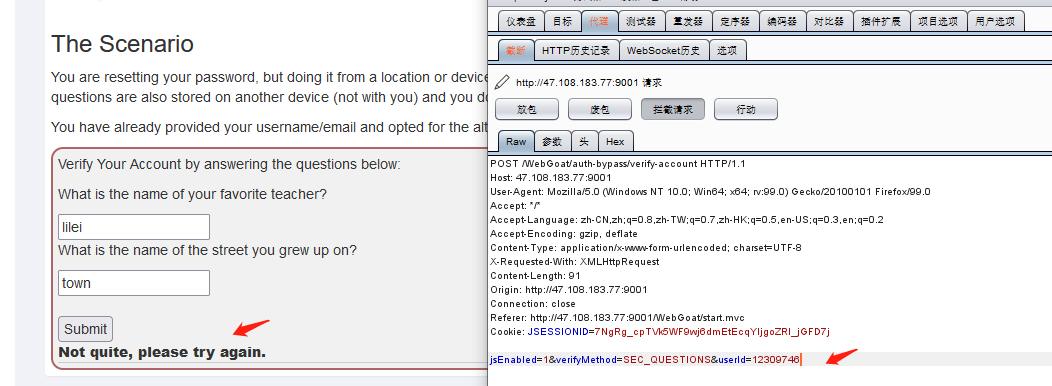 The Scenario
You are resetting your password, but doing it from a location or device
questions are also stored on another device (not with you) and you do
You have already provided your username/email and opted for the alt
Verify Your Account by answering the questions below:
What is the name of your favorite teacher?
lilei
What is the name of the street you grew up on?
town
Submit
Not quite, please try again.
仪表盘 目标 代理 测试器 重发器 定序器 编码器 对比器 插件扩展 项目选项 用户选项
截断 HTTP历史记录 WebSocket历史 选项
http://47.108.183.77:9001 请求
放包 废包 拦截请求 行动
Raw 参数 头 Hex
POST /WebGoat/auth-bypass/verify-account HTTP/1.1
Host: 47.108.183.77:9001
User-Agent: Mozilla/5.0 (Windows NT 10.0; Win64; x64; rv:99.0) Gecko/20100101 Firefox/99.0
Accept: */*
Accept-Language: zh-CN,zh;q=0.8,zh-TW;q=0.7,zh-HK;q=0.5,en-US;q=0.3,en;q=0.2
Accept-Encoding: gzip, deflate
Content-Type: application/x-www-form-urlencoded; charset=UTF-8
X-Requested-With: XMLHttpRequest
Content-Length: 91
Origin: http://47.108.183.77:9001
Connection: close
Referer: http://47.108.183.77:9001/WebGoat/start.mvc
Cookie: JSESSIONID=7NgRg_cpTVk5WF9wj6dmEtEcqYIjgoZRI_jGFD7j
jsEnabled=1&verifyMethod=SEC_QUESTIONS&userId=12309746